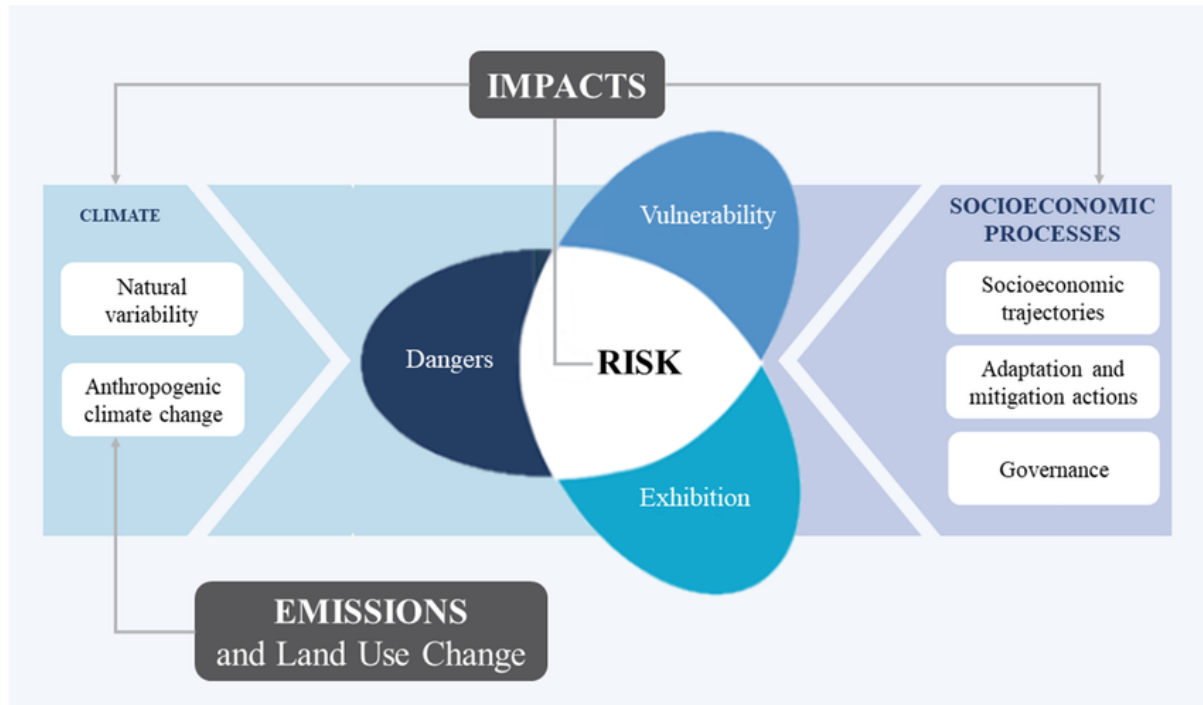 IMPACTS
CLIMATE
Natural
variability
Anthropogenic
climate change
Dangers
Vulnerability
RISK
Exhibition
SOCIOECONOMIC
PROCESSES
Socioeconomic
trajectories
Adaptation and
mitigation actions
Governance
EMISSIONS
and Land Use Change